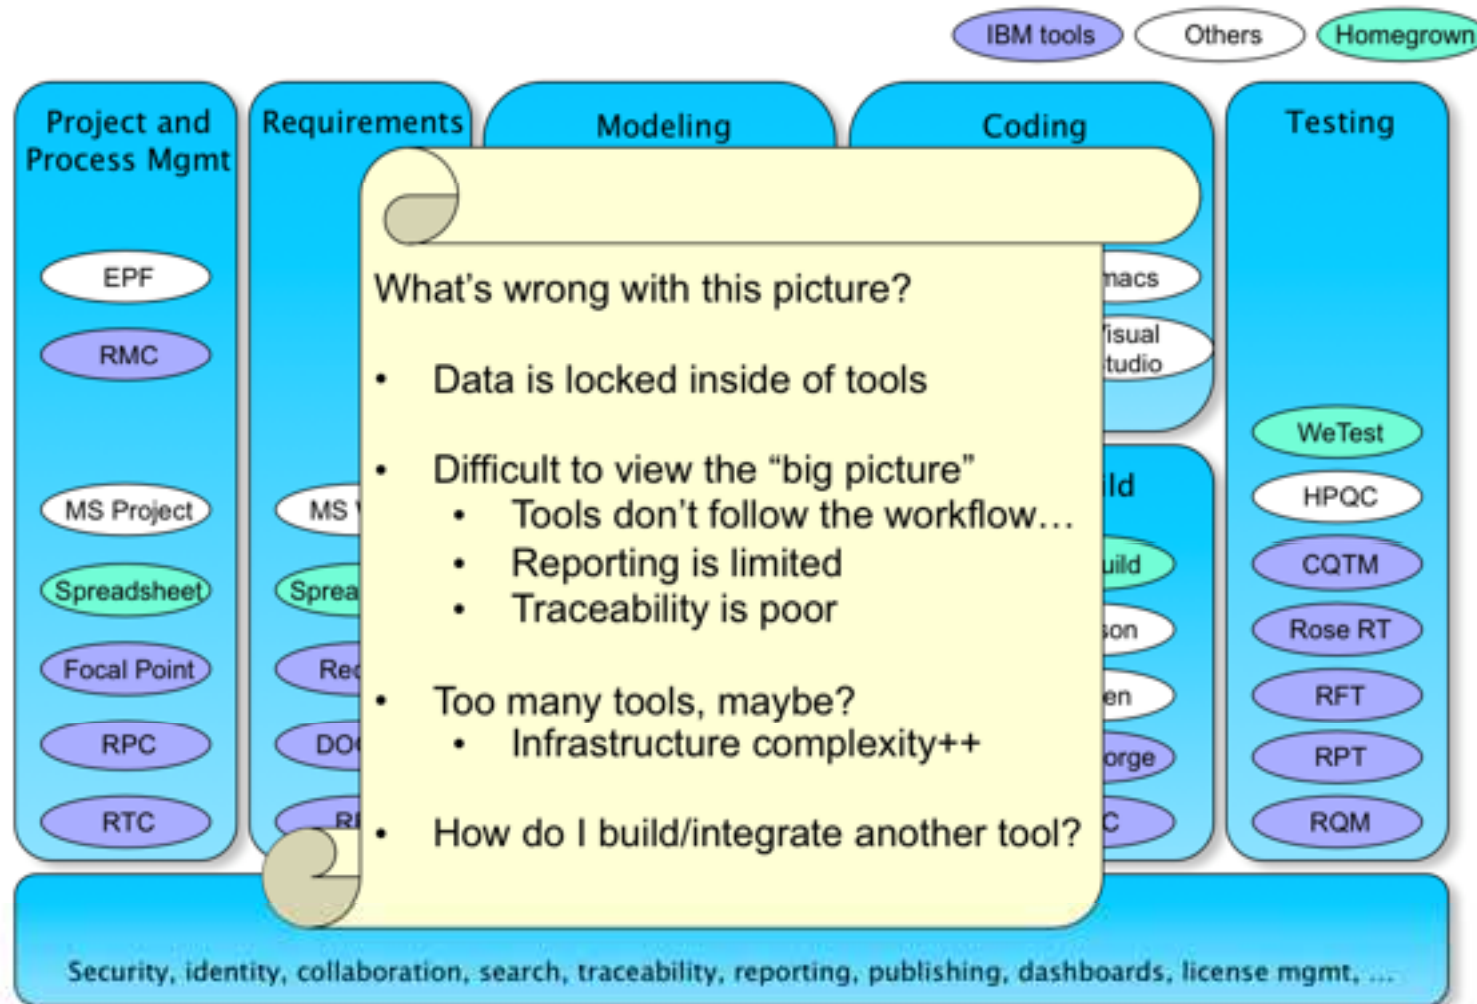 IBM tools
Others
Homegrown
Project and
Process Mgmt
EPF
RMC
MS Project
Spreadsheet
Focal Point
RPC
RTC
Requirements
MS
Modeling
Coding
Testing
WeTest
HPQC
CQTM
Rose RT
RFT
RPT
RQM
What's wrong with this picture?
• Data is locked inside of tools
• Difficult to view the “big picture”
• Tools don't follow the workflow…
• Reporting is limited
• Traceability is poor
• Too many tools, maybe?
• Infrastructure complexity++
• How do I build/integrate another tool?
Security, identity, collaboration, search, traceability, reporting, publishing, dashboards, license mgmt, ...